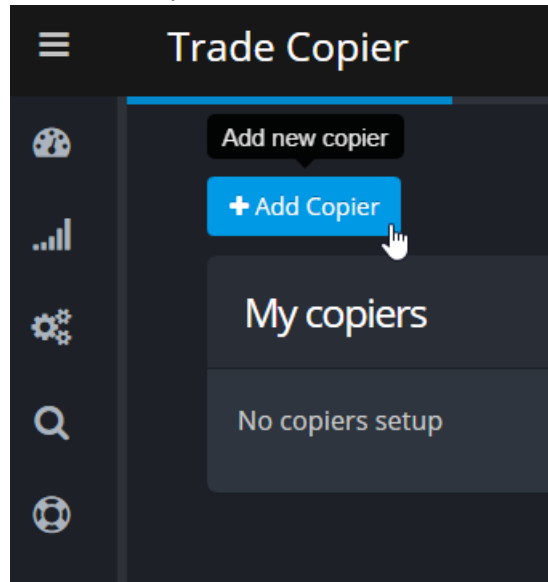 Trade Copier
Add new copier
+ Add Copier
My copiers
No copiers setup